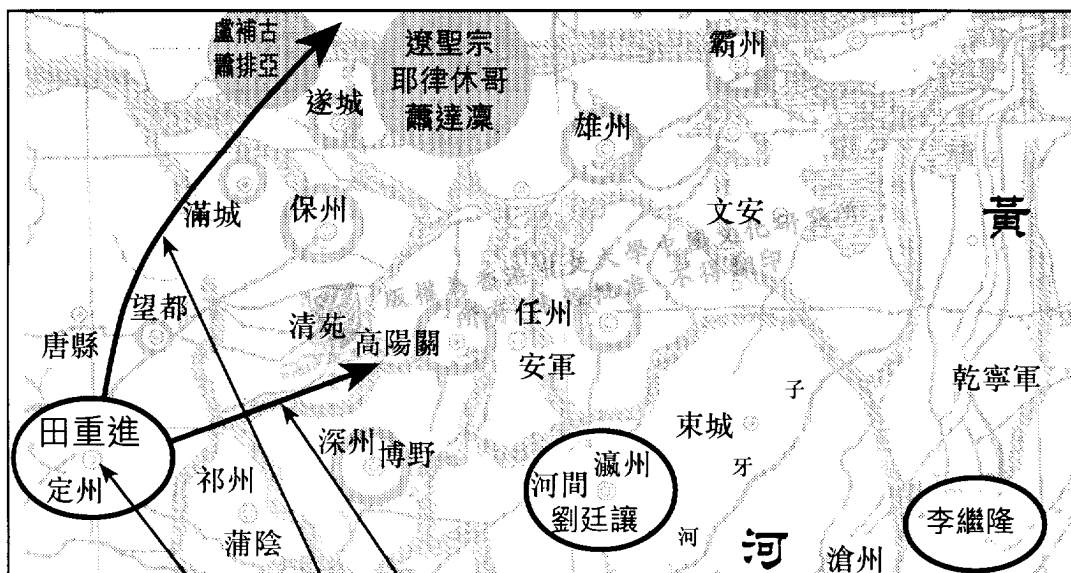 盧補古
蕭排亞
遼聖宗
耶律休哥
蕭達凜
霸州
遂城
雄州
滿城
保州
文安
黃
望都
唐縣
清苑
高陽關
任州
安軍
乾寧軍
子
田重進
定州
深州
博野
束城
祁州
瀛州
河間
劉廷讓
牙
李繼隆
蒲陰
河
河
滄州